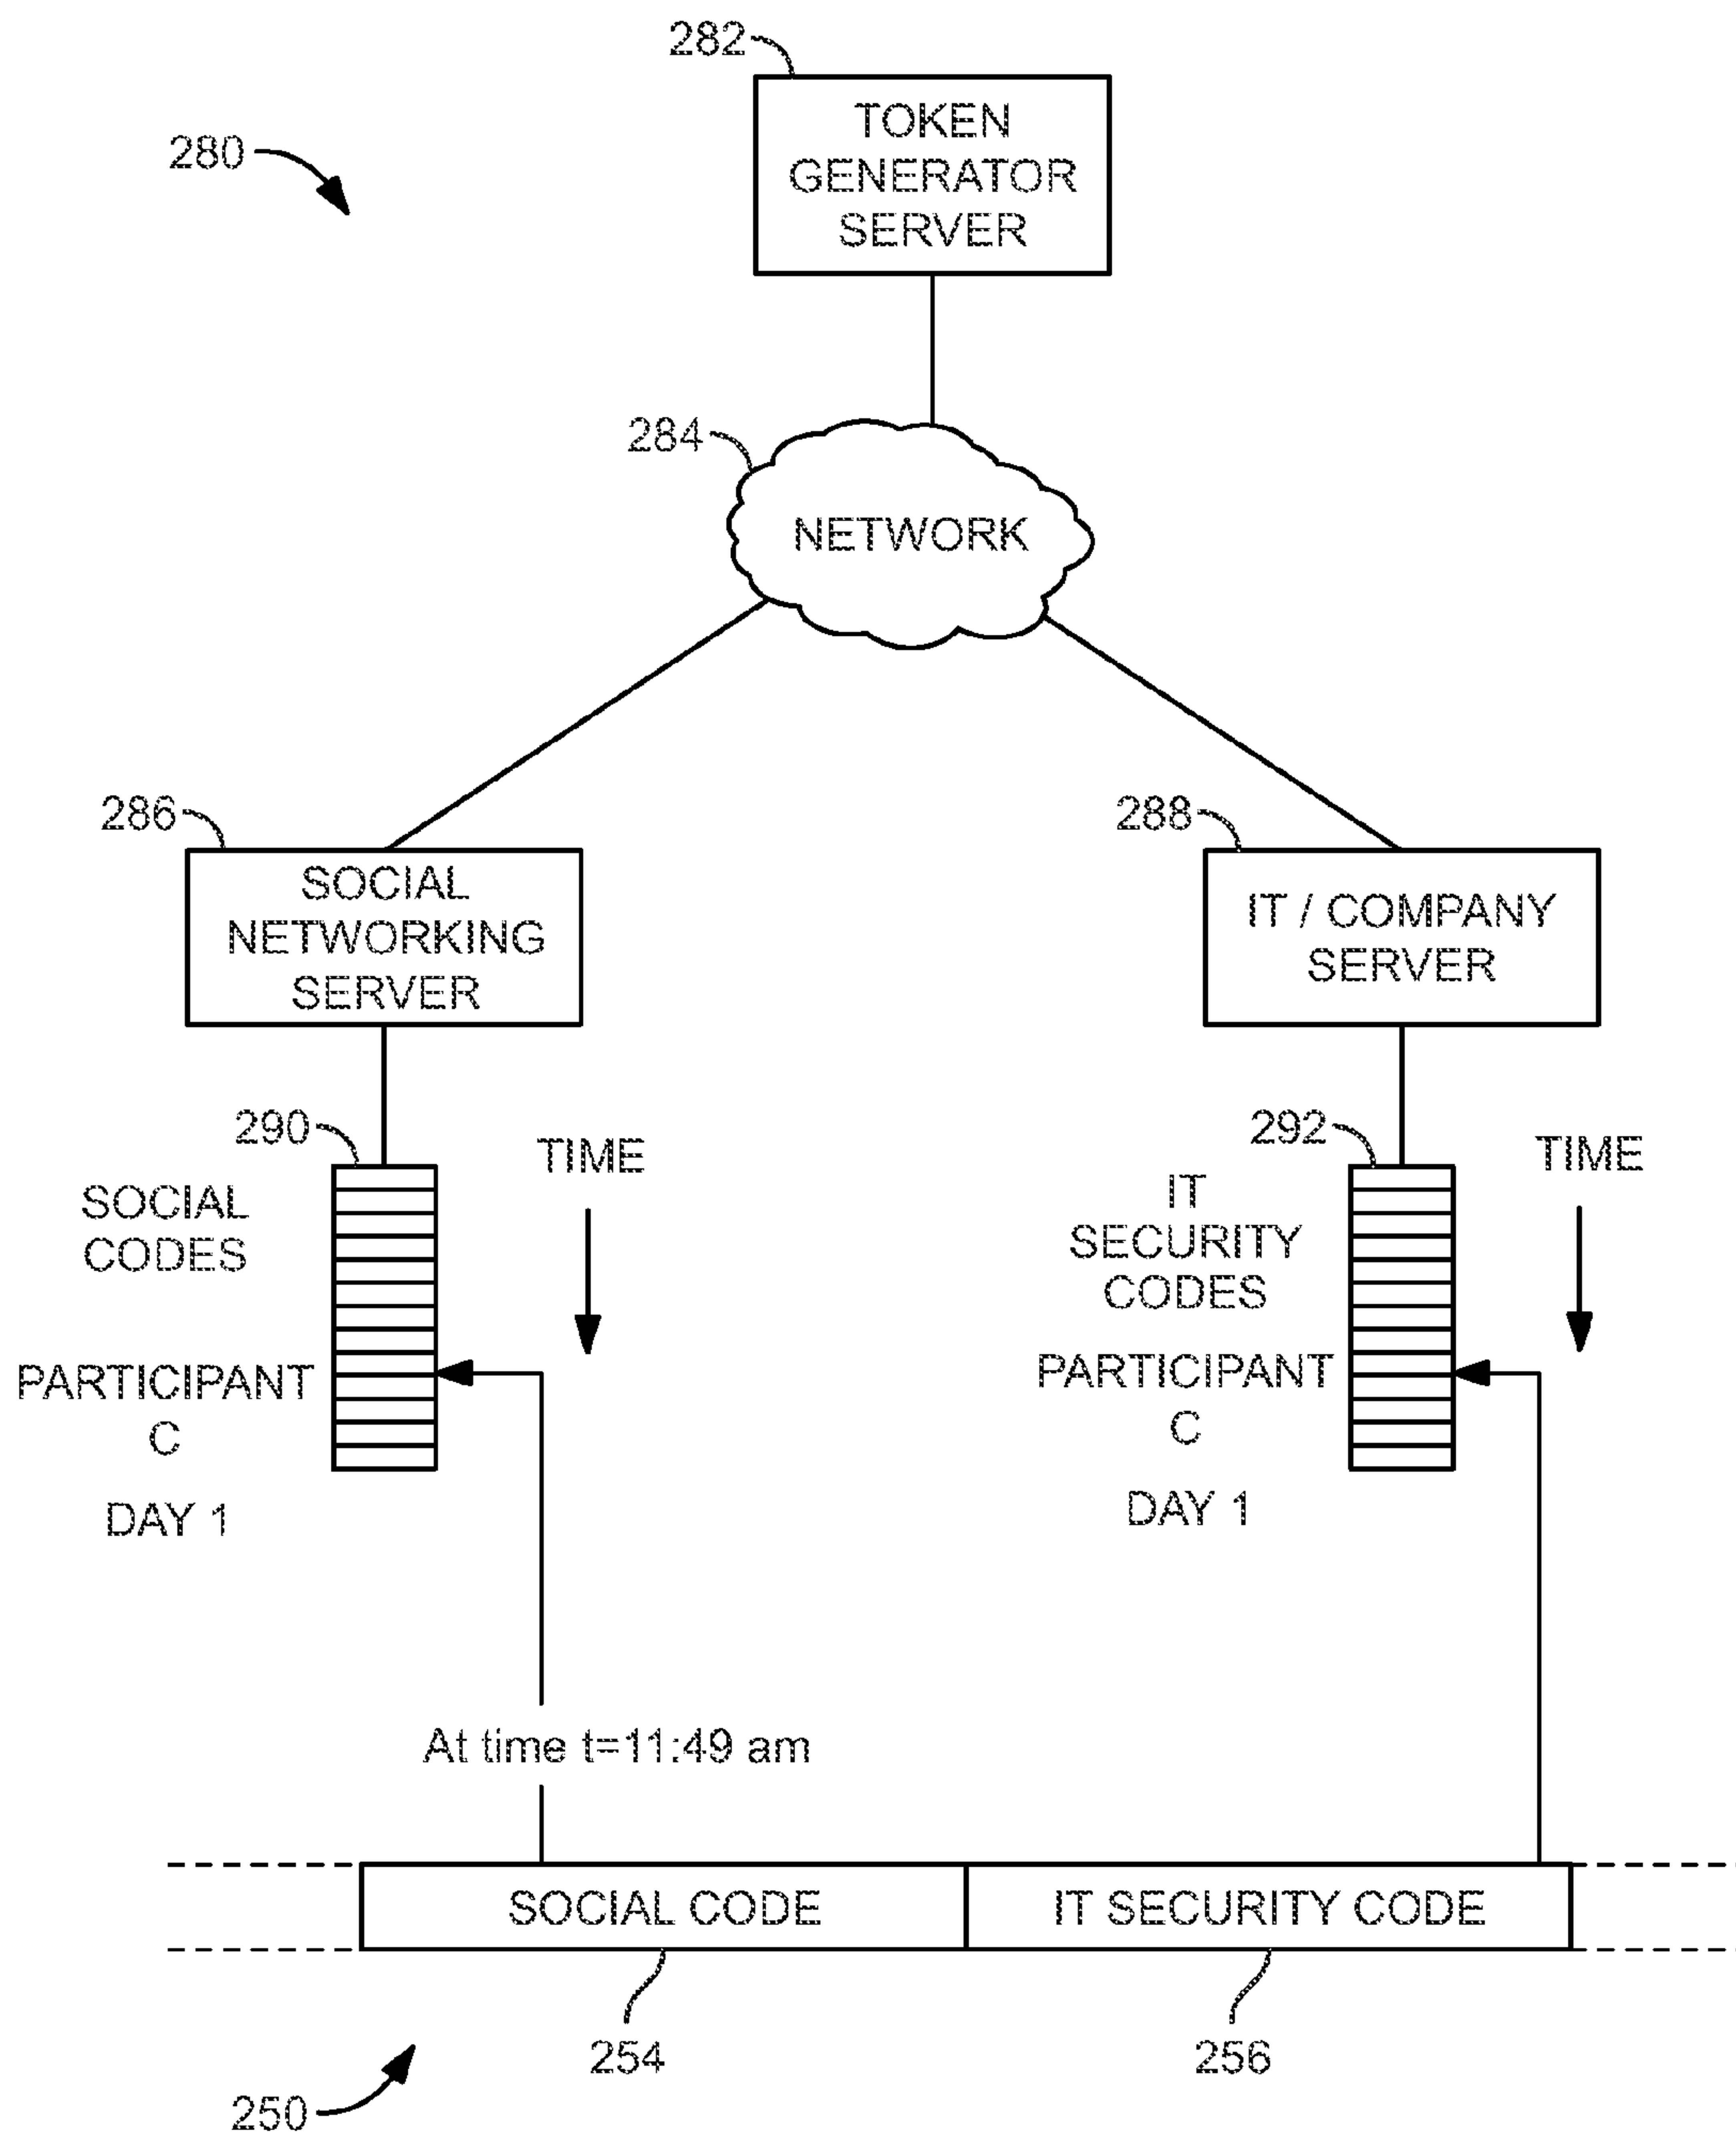 282
TOKEN
GENERATOR
SERVER
280
284
NETWORK
286
SOCIAL
NETWORKING
SERVER
288
IT / COMPANY
SERVER
290
TIME
SOCIAL
CODES
PARTICIPANT
C
DAY 1
292
TIME
IT
SECURITY
CODES
PARTICIPANT
C
DAY 1
At time t=11:49 am
SOCIAL CODE
IT SECURITY CODE
254
256
250